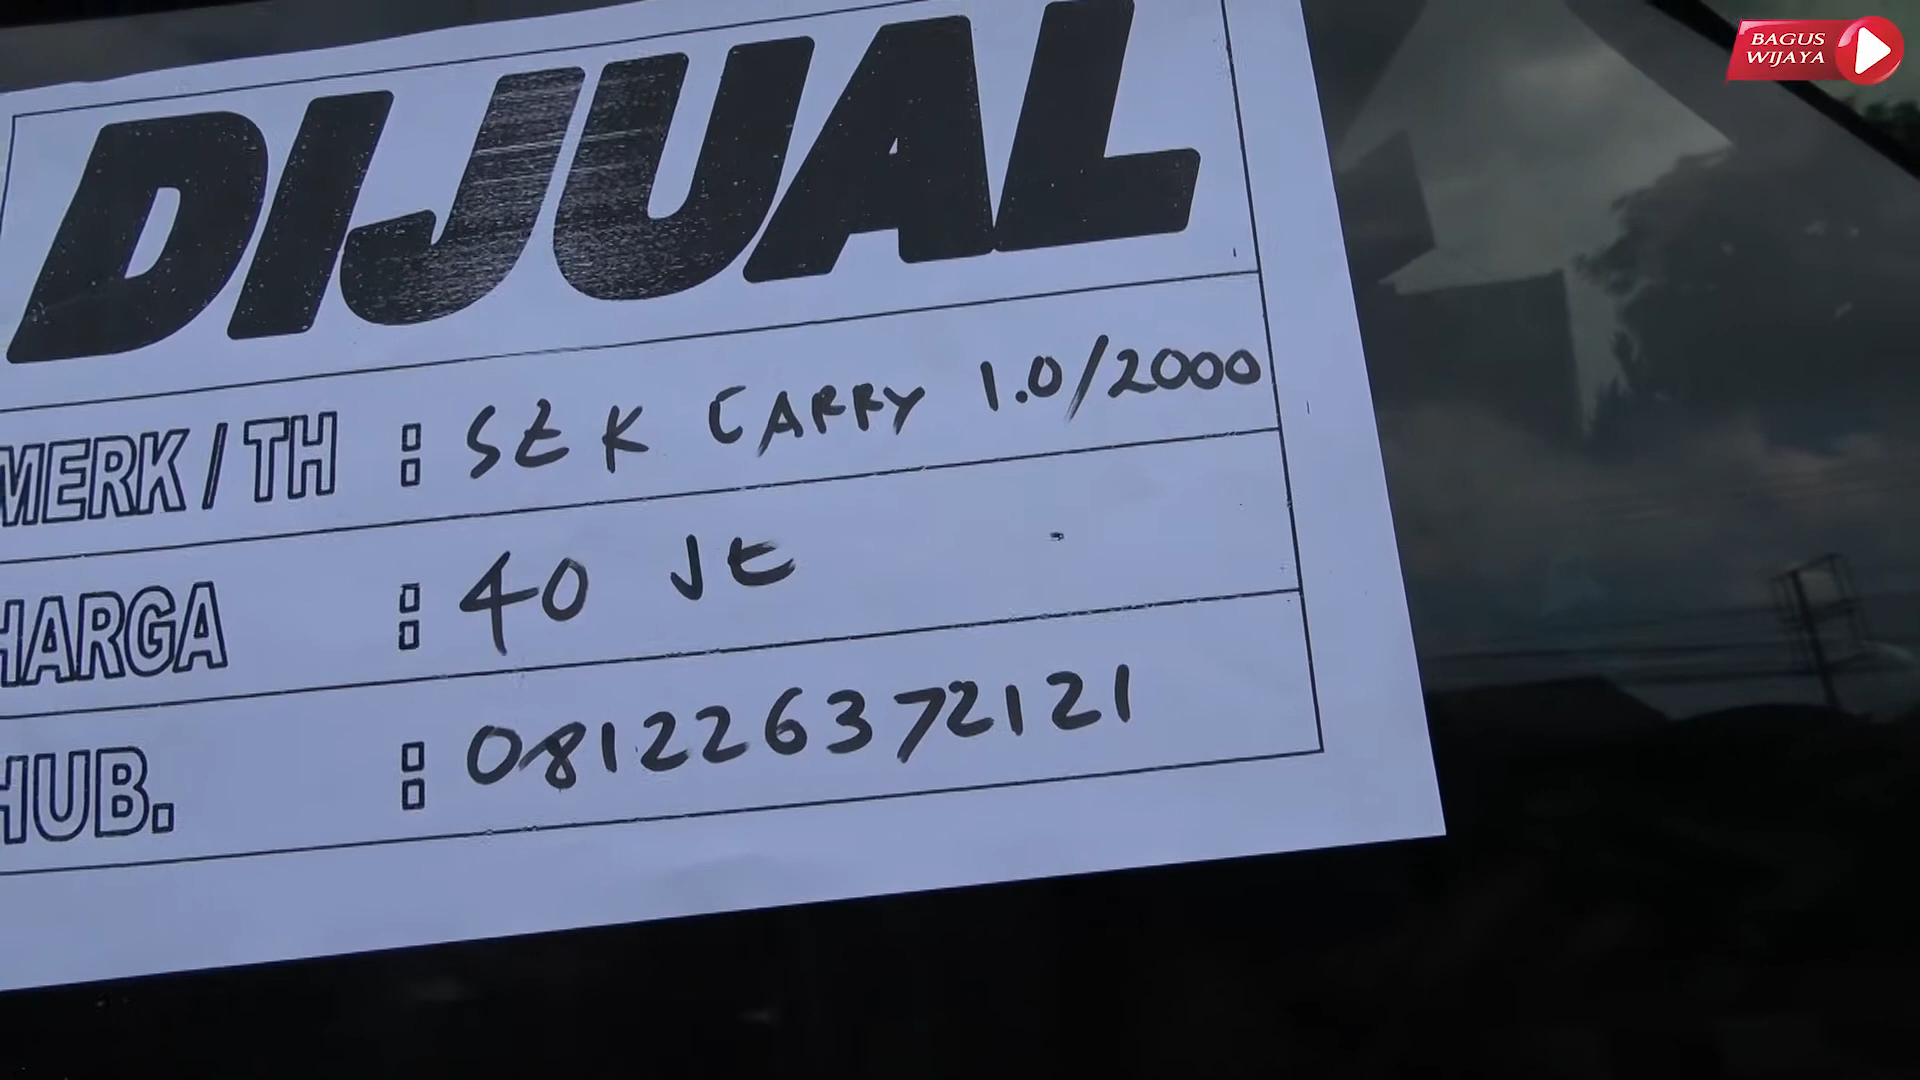 DIJUAL
MERK / TH : SZK CARRY 1.0/2000
HARGA : 40 Jt
HUB. : 081226372121
BAGUS
WIJAYA